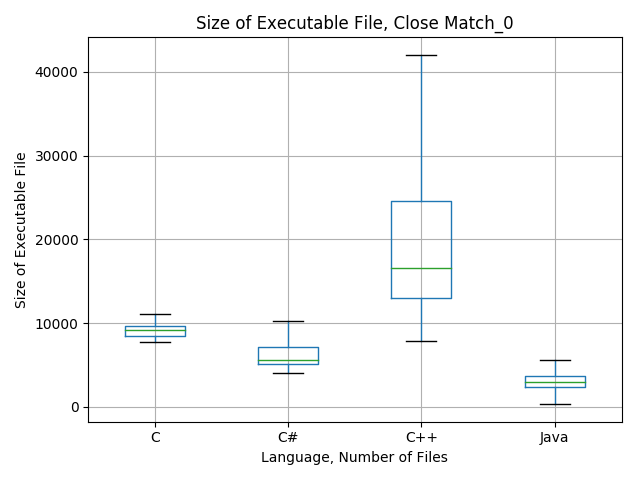 Size of Executable File, Close Match_0
Size of Executable File
40000
30000
20000
10000
0
C C# C++ Java
Language, Number of Files